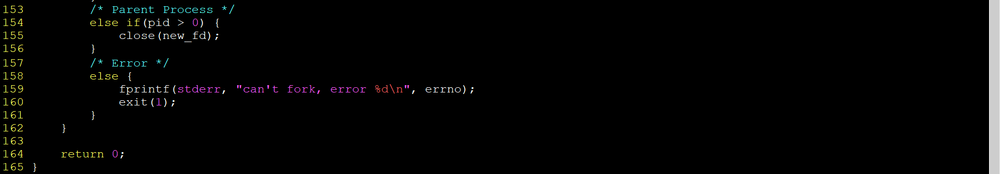 153         /* Parent Process */
154         else if(pid > 0) {
155             close(new_fd);
156         }
157         /* Error */
158         else {
159             fprintf(stderr, "can't fork, error %d\n", errno);
160             exit(1);
161         }
162     }
163
164     return 0;
165 }